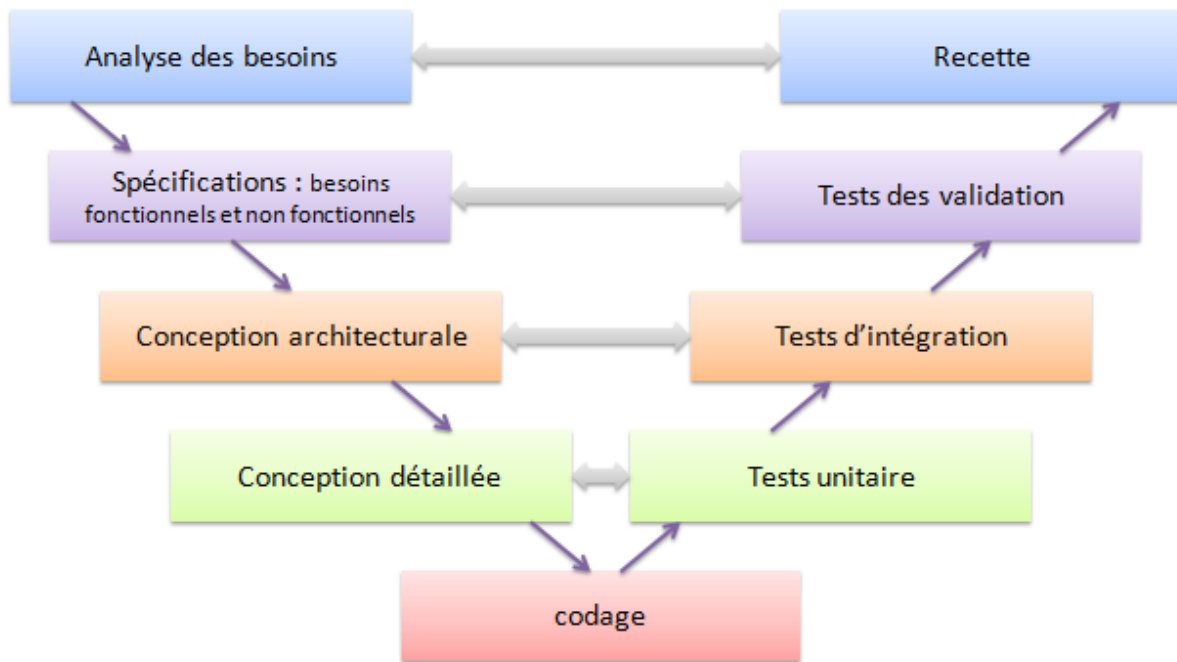 Analyse des besoins
Recette
Spécifications : besoins
fonctionnels et non fonctionnels
Tests des validation
Conception architecturale
Tests d’intégration
Conception détaillée
Tests unitaire
codage